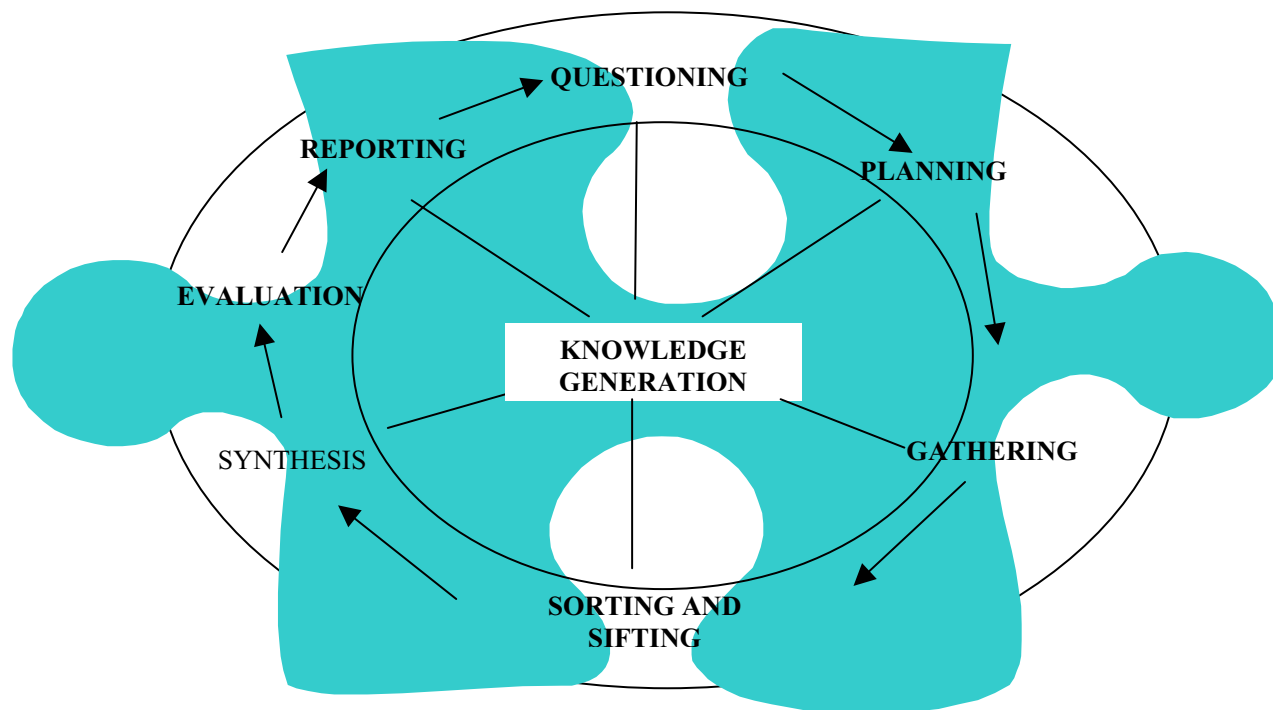 QUESTIONING
REPORTING
PLANNING
EVALUATION
KNOWLEDGE
GENERATION
GATHERING
SYNTHESIS
SORTING AND
SIFTING